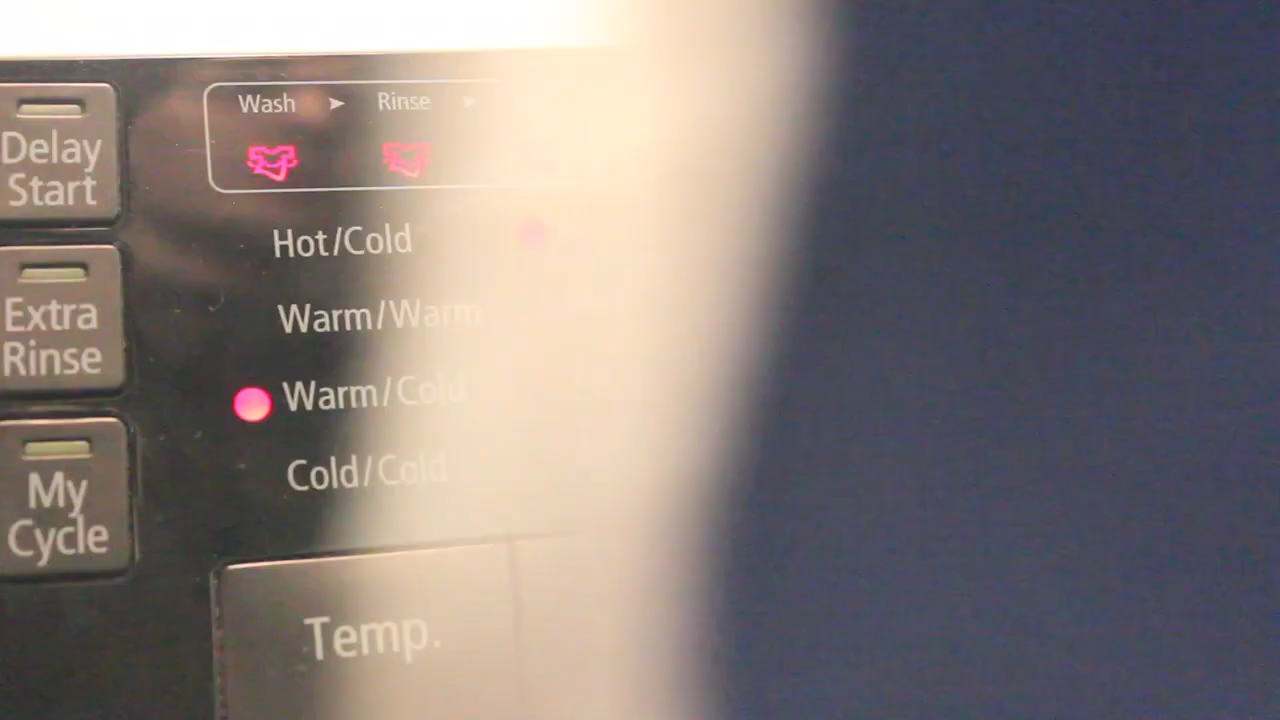 Wash ➤ Rinse ➤
Delay
Start
Hot/Cold
Extra
Rinse
Warm/Warm
Warm/Cold
My
Cycle
Cold/Cold
Temp.